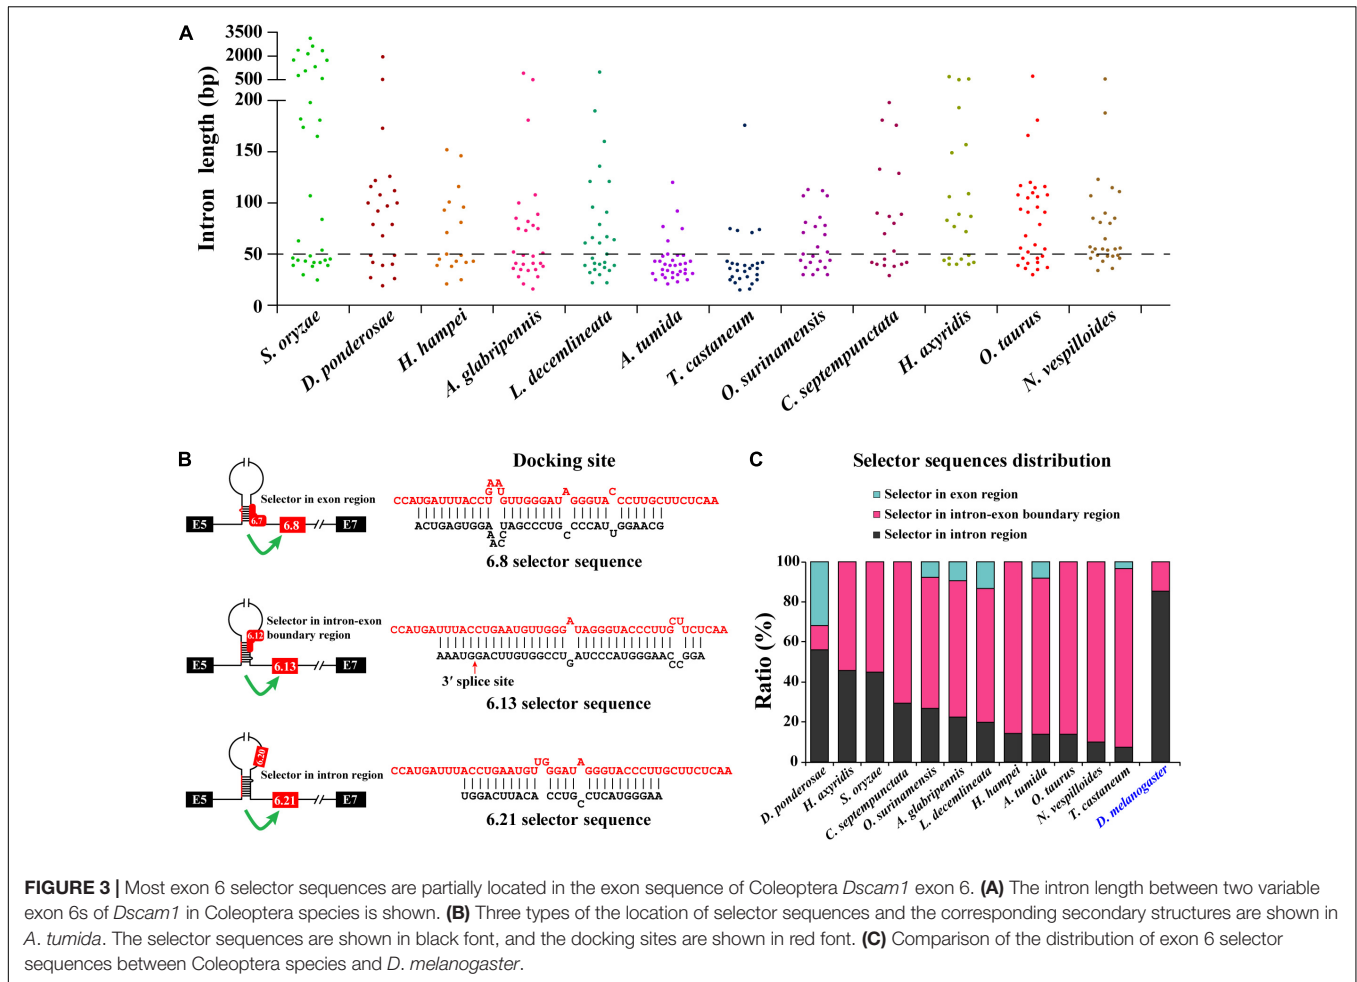 A
Intron length (bp)
3500
2000
500
200
150
100
50
0
S. oryzae
D. ponderosae
H. hampei
A. glabripennis
L. decemlineata
A. tumida
T. castaneum
O. surinamensis
C. septempunctata
H. axyridis
O. taurus
N. vespilloides
B
Docking site
Selector in exon region
E5
6.7
6.8
E7
AA
G U A C
CCAUGAUUUACCU GUUGGGAU GGGUA CCUUGCUUCUCAA
ACUGAGUGGA UAGCCCUG CCCAU GGAACG
A C C U
AC
6.8 selector sequence
Selector in intron-exon
boundary region
E5
6.12
6.13
E7
A CU
CCAUGAUUUACCUGAAUGUUGGG UAGGGUACCCUUG UCUCAA
AAAUGGACUUGUGGCCU AUCCCAUGGGAAC GGA
G CC
3′ splice site
6.13 selector sequence
Selector in intron region
E5
6.20
6.21
E7
UG A
CCAUGAUUUACCUGAAUGU GGAU GGGUACCCUUGCUUCUCAA
UGGACUUACA CCUG CUCAUGGGAA
C
6.21 selector sequence
C
Selector sequences distribution
Selector in exon region
Selector in intron-exon boundary region
Selector in intron region
Ratio (%)
100
80
60
40
20
0
D. ponderosae
H. axyridis
S. oryzae
C. septempunctata
O. surinamensis
A. glabripennis
L. decemlineata
H. hampei
A. tumida
O. taurus
N. vespilloides
T. castaneum
D. melanogaster
FIGURE 3 | Most exon 6 selector sequences are partially located in the exon sequence of Coleoptera Dscam1 exon 6. (A) The intron length between two variable
exon 6s of Dscam1 in Coleoptera species is shown. (B) Three types of the location of selector sequences and the corresponding secondary structures are shown in
A. tumida. The selector sequences are shown in black font, and the docking sites are shown in red font. (C) Comparison of the distribution of exon 6 selector
sequences between Coleoptera species and D. melanogaster.